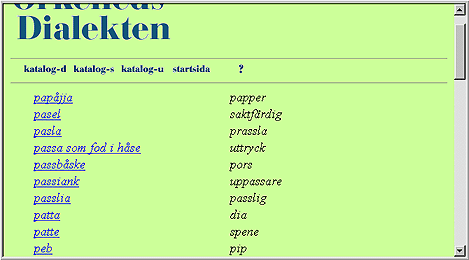 Dialekten
katalog-d katalog-s katalog-u startsida ?
papåjja papper
pasel saktfärdig
pasla prassla
passa som fod i håse uttryck
passbåske pors
passiank uppassare
passlia passlig
patta dia
patte spene
peb pip